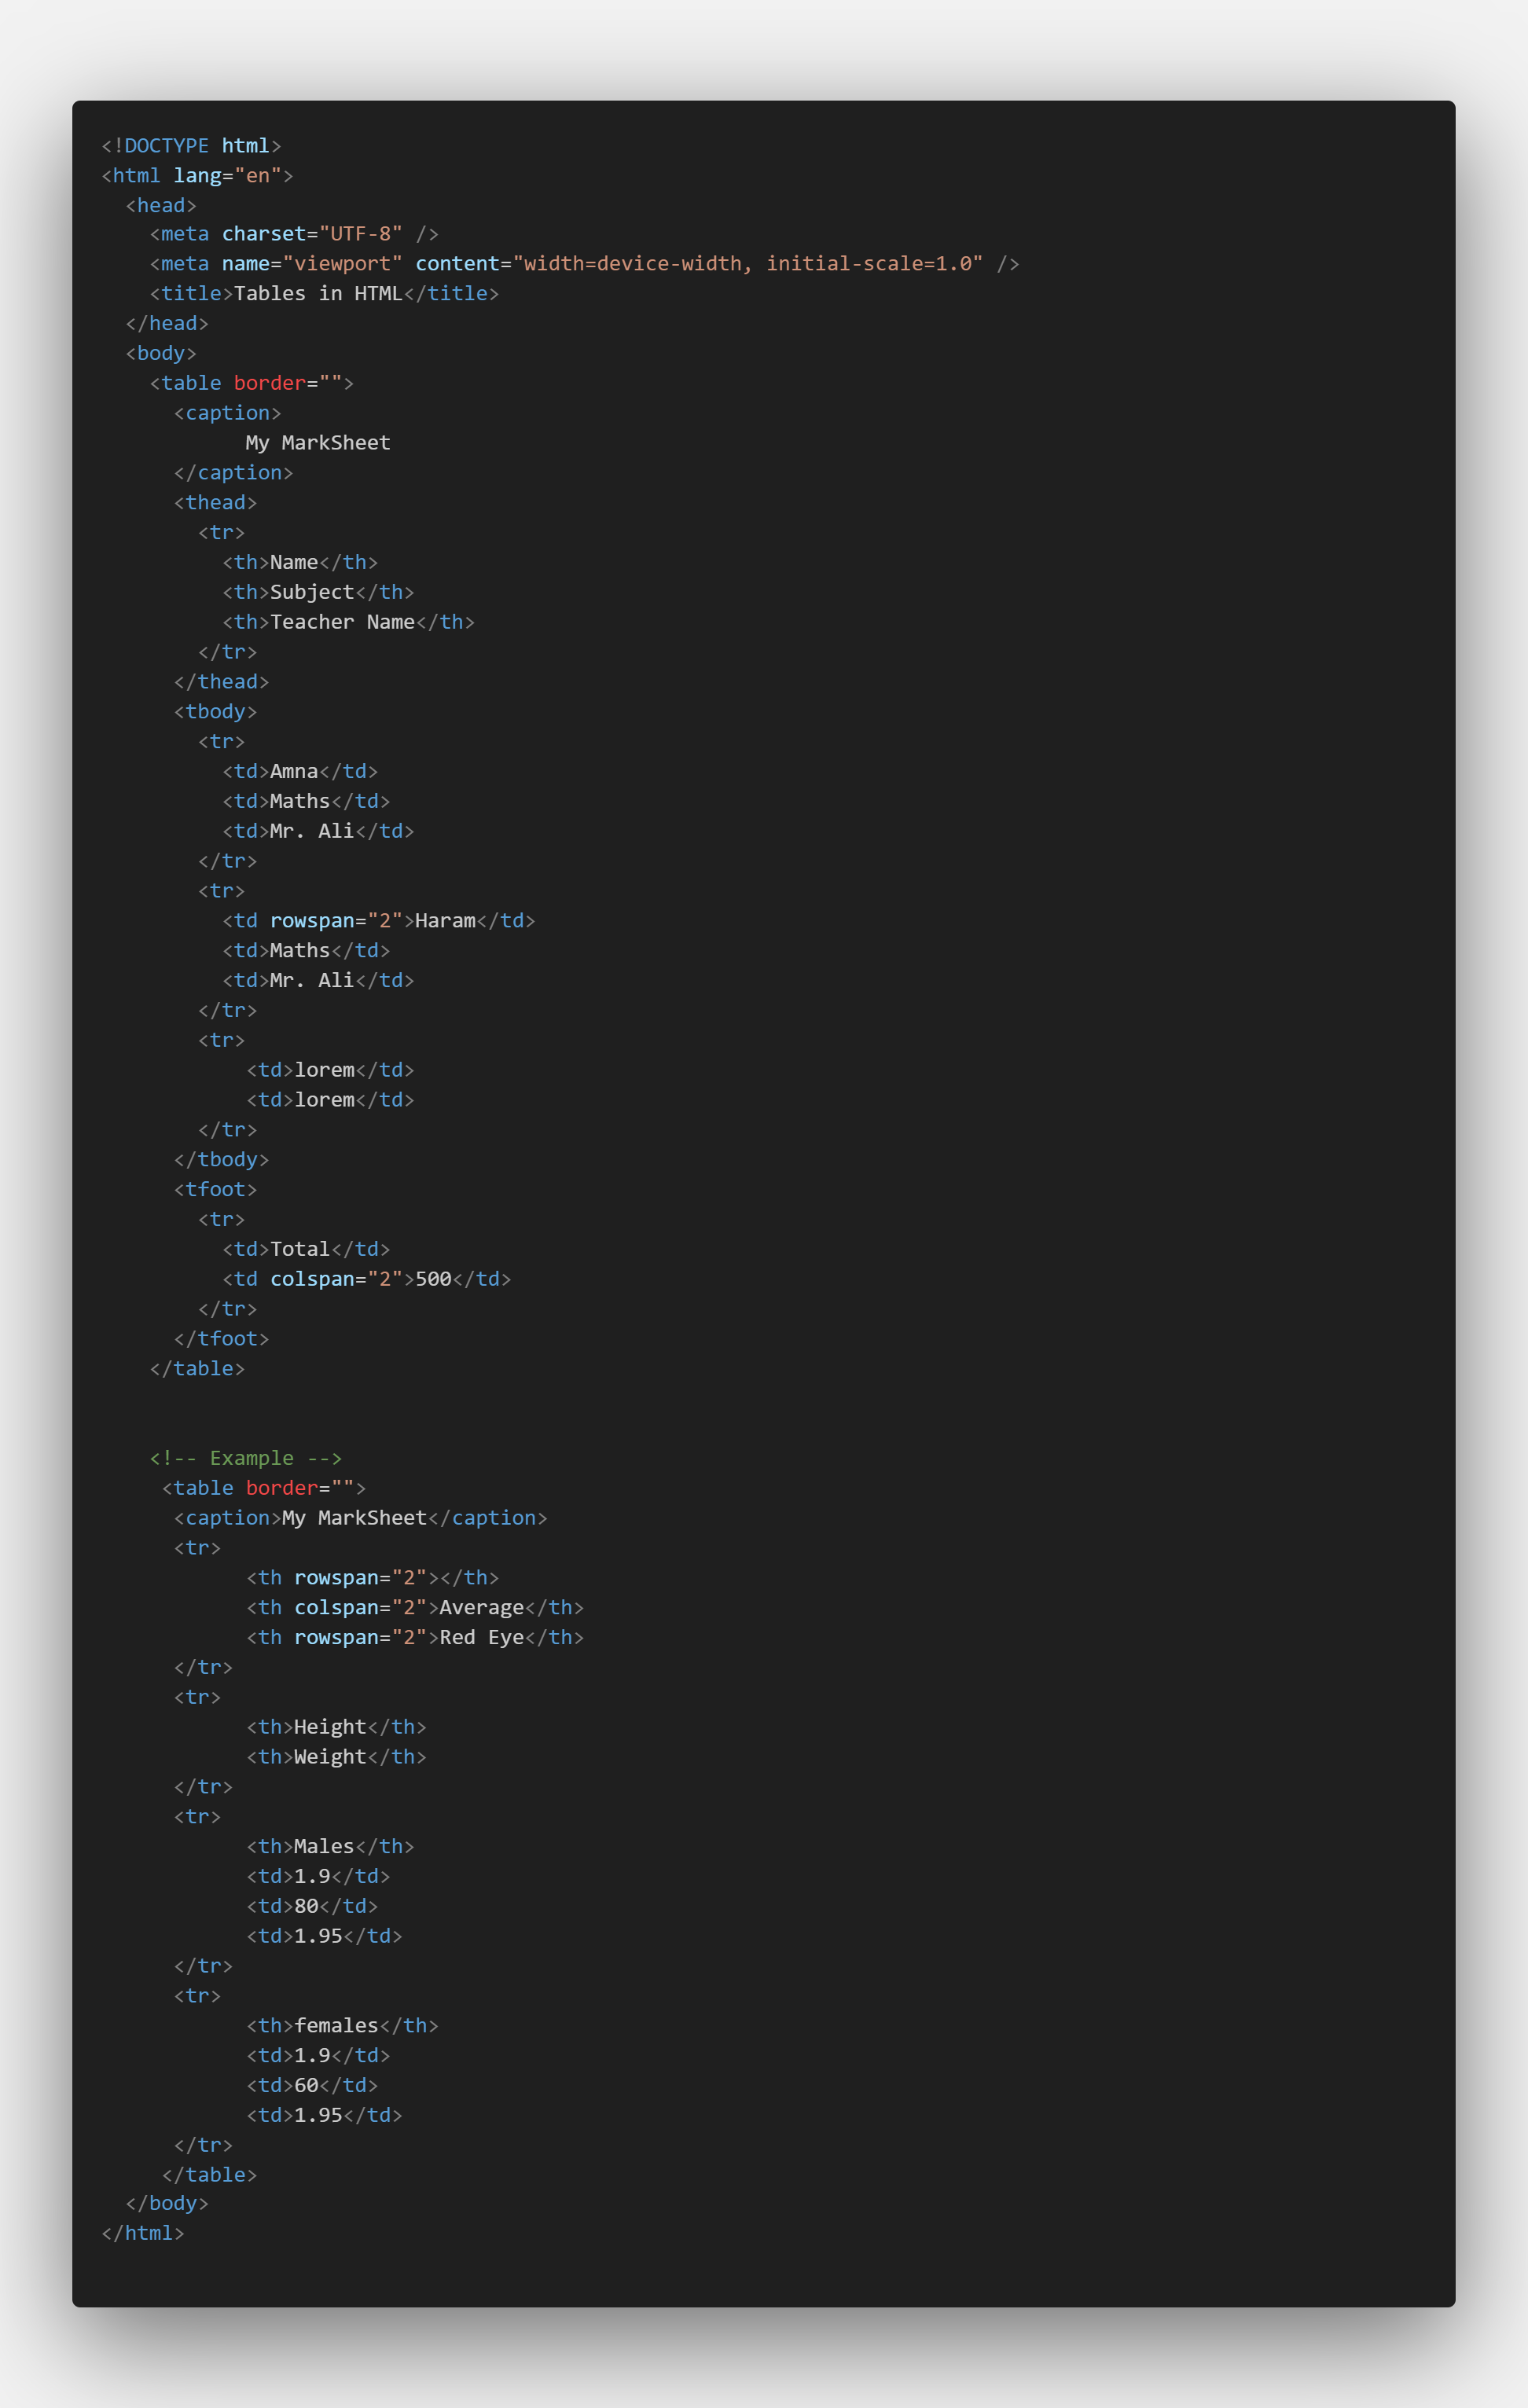 <!DOCTYPE html>
<html lang="en">
  <head>
    <meta charset="UTF-8" />
    <meta name="viewport" content="width=device-width, initial-scale=1.0" />
    <title>Tables in HTML</title>
  </head>
  <body>
    <table border="">
      <caption>
            My MarkSheet
      </caption>
      <thead>
        <tr>
          <th>Name</th>
          <th>Subject</th>
          <th>Teacher Name</th>
        </tr>
      </thead>
      <tbody>
        <tr>
          <td>Amna</td>
          <td>Maths</td>
          <td>Mr. Ali</td>
        </tr>
        <tr>
          <td rowspan="2">Haram</td>
          <td>Maths</td>
          <td>Mr. Ali</td>
        </tr>
        <tr>
            <td>lorem</td>
            <td>lorem</td>
        </tr>
      </tbody>
      <tfoot>
        <tr>
          <td>Total</td>
          <td colspan="2">500</td>
        </tr>
      </tfoot>
    </table>


    <!-- Example -->
     <table border="">
      <caption>My MarkSheet</caption>
      <tr>
            <th rowspan="2"></th>
            <th colspan="2">Average</th>
            <th rowspan="2">Red Eye</th>
      </tr>
      <tr>
            <th>Height</th>
            <th>Weight</th>
      </tr>
      <tr>
            <th>Males</th>
            <td>1.9</td>
            <td>80</td>
            <td>1.95</td>
      </tr>
      <tr>
            <th>females</th>
            <td>1.9</td>
            <td>60</td>
            <td>1.95</td>
      </tr>
     </table>
  </body>
</html>